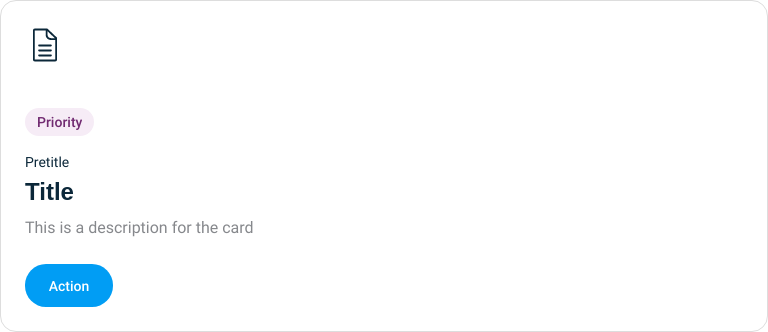 Priority
Pretitle
Title
This is a description for the card
Action